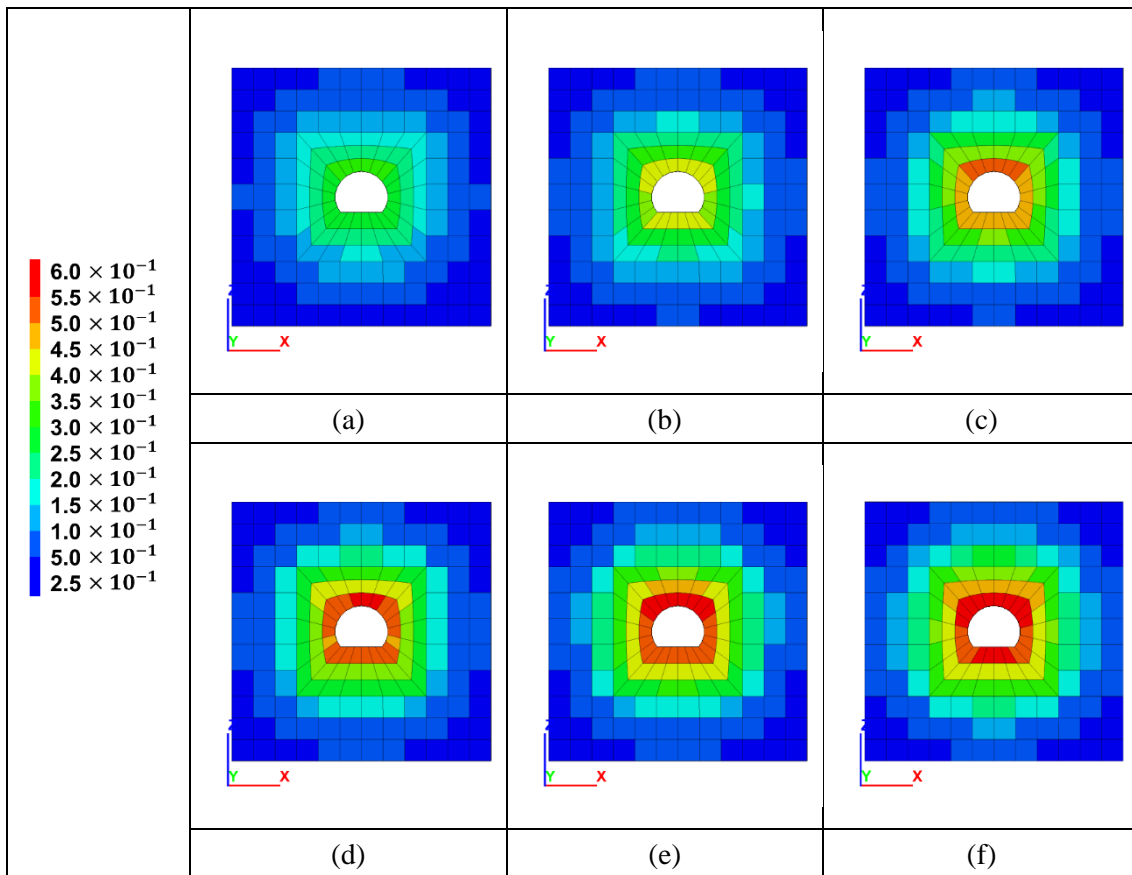 6.0 × 10⁻¹
5.5 × 10⁻¹
5.0 × 10⁻¹
4.5 × 10⁻¹
4.0 × 10⁻¹
3.5 × 10⁻¹
3.0 × 10⁻¹
2.5 × 10⁻¹
2.0 × 10⁻¹
1.5 × 10⁻¹
1.0 × 10⁻¹
5.0 × 10⁻¹
2.5 × 10⁻¹
Z
Y X
Z
Y X
Z
Y X
(a) (b) (c)
Z
Y X
Z
Y X
Z
Y X
(d) (e) (f)